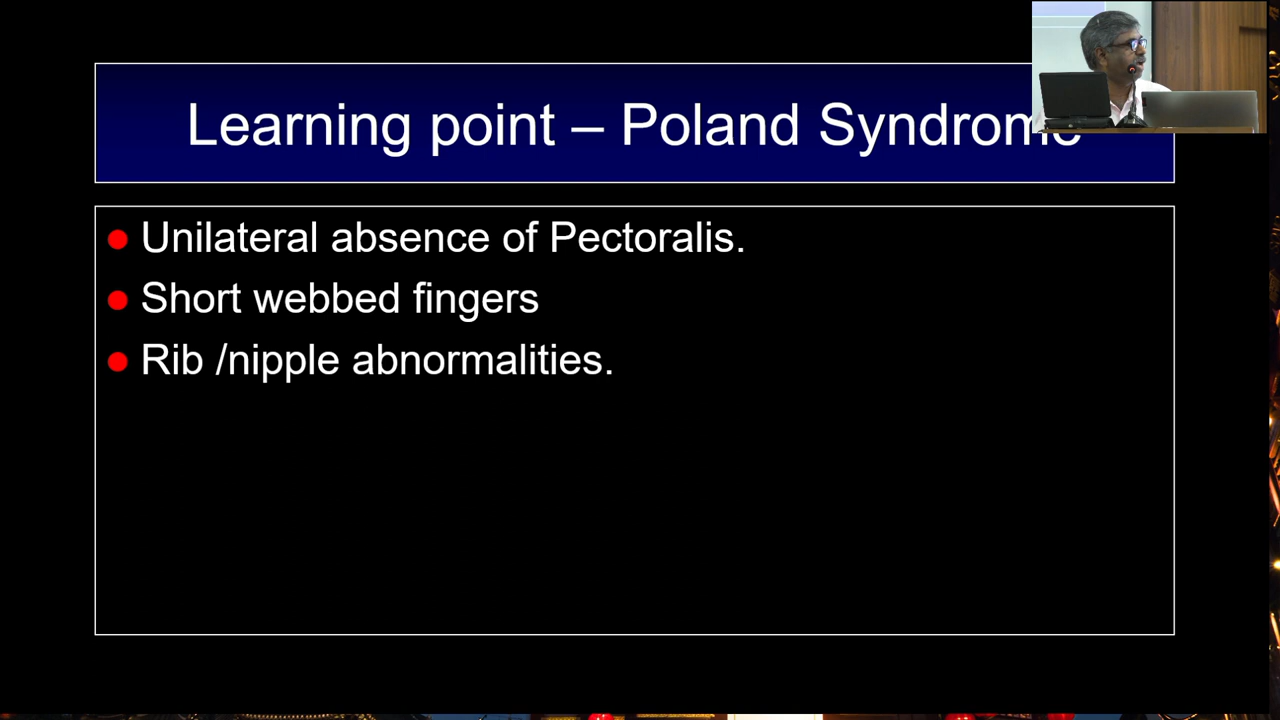 Learning point – Poland Syndrome
Unilateral absence of Pectoralis.
Short webbed fingers
Rib /nipple abnormalities.